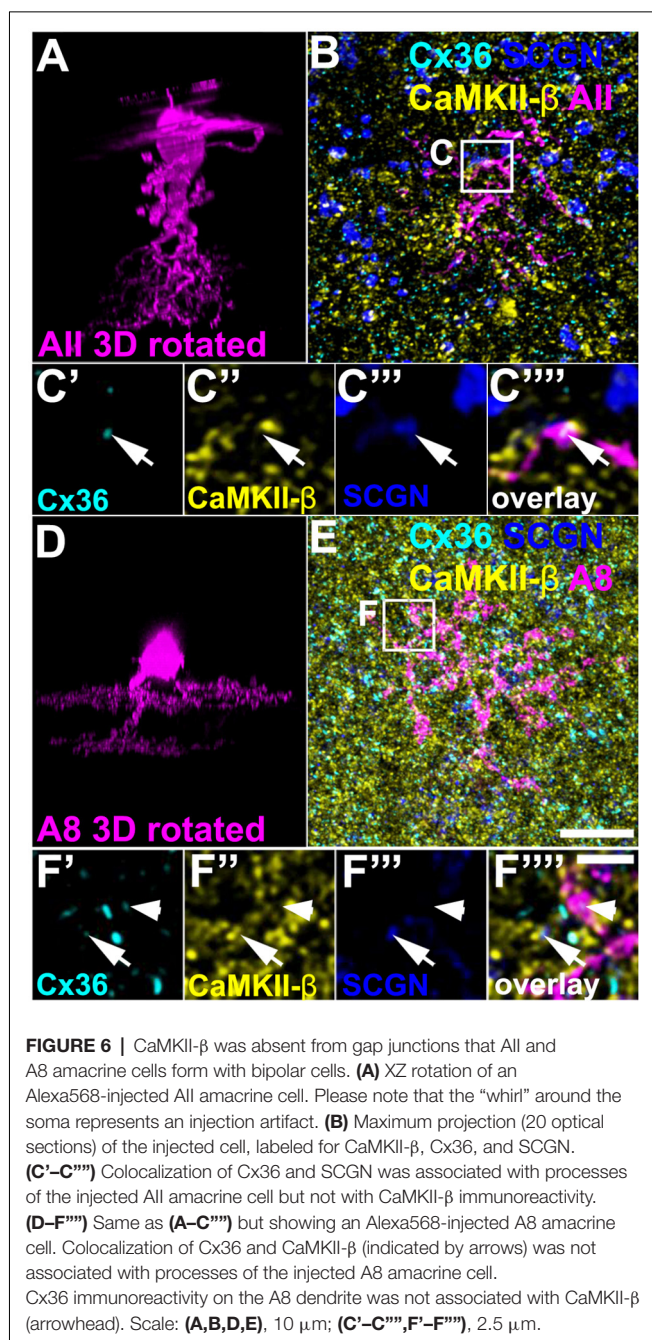 A
AII 3D rotated
B
Cx36 SCGN
CaMKII-β AII
C
C’
Cx36
C’’
CaMKII-β
C’’’
SCGN
C’’’’
overlay
D
A8 3D rotated
E
Cx36 SCGN
CaMKII-β A8
F
F’
Cx36
F’’
CaMKII-β
F’’’
SCGN
F’’’’
overlay
FIGURE 6 | CaMKII-β was absent from gap junctions that AII and
A8 amacrine cells form with bipolar cells. (A) XZ rotation of an
Alexa568-injected AII amacrine cell. Please note that the “whirl” around the
soma represents an injection artifact. (B) Maximum projection (20 optical
sections) of the injected cell, labeled for CaMKII-β, Cx36, and SCGN.
(C’–C’’’’) Colocalization of Cx36 and SCGN was associated with processes
of the injected AII amacrine cell but not with CaMKII-β immunoreactivity.
(D–F’’’’) Same as (A–C’’’’) but showing an Alexa568-injected A8 amacrine
cell. Colocalization of Cx36 and CaMKII-β (indicated by arrows) was not
associated with processes of the injected A8 amacrine cell.
Cx36 immunoreactivity on the A8 dendrite was not associated with CaMKII-β
(arrowhead). Scale: (A,B,D,E), 10 μm; (C’–C’’’’,F’–F’’’’), 2.5 μm.